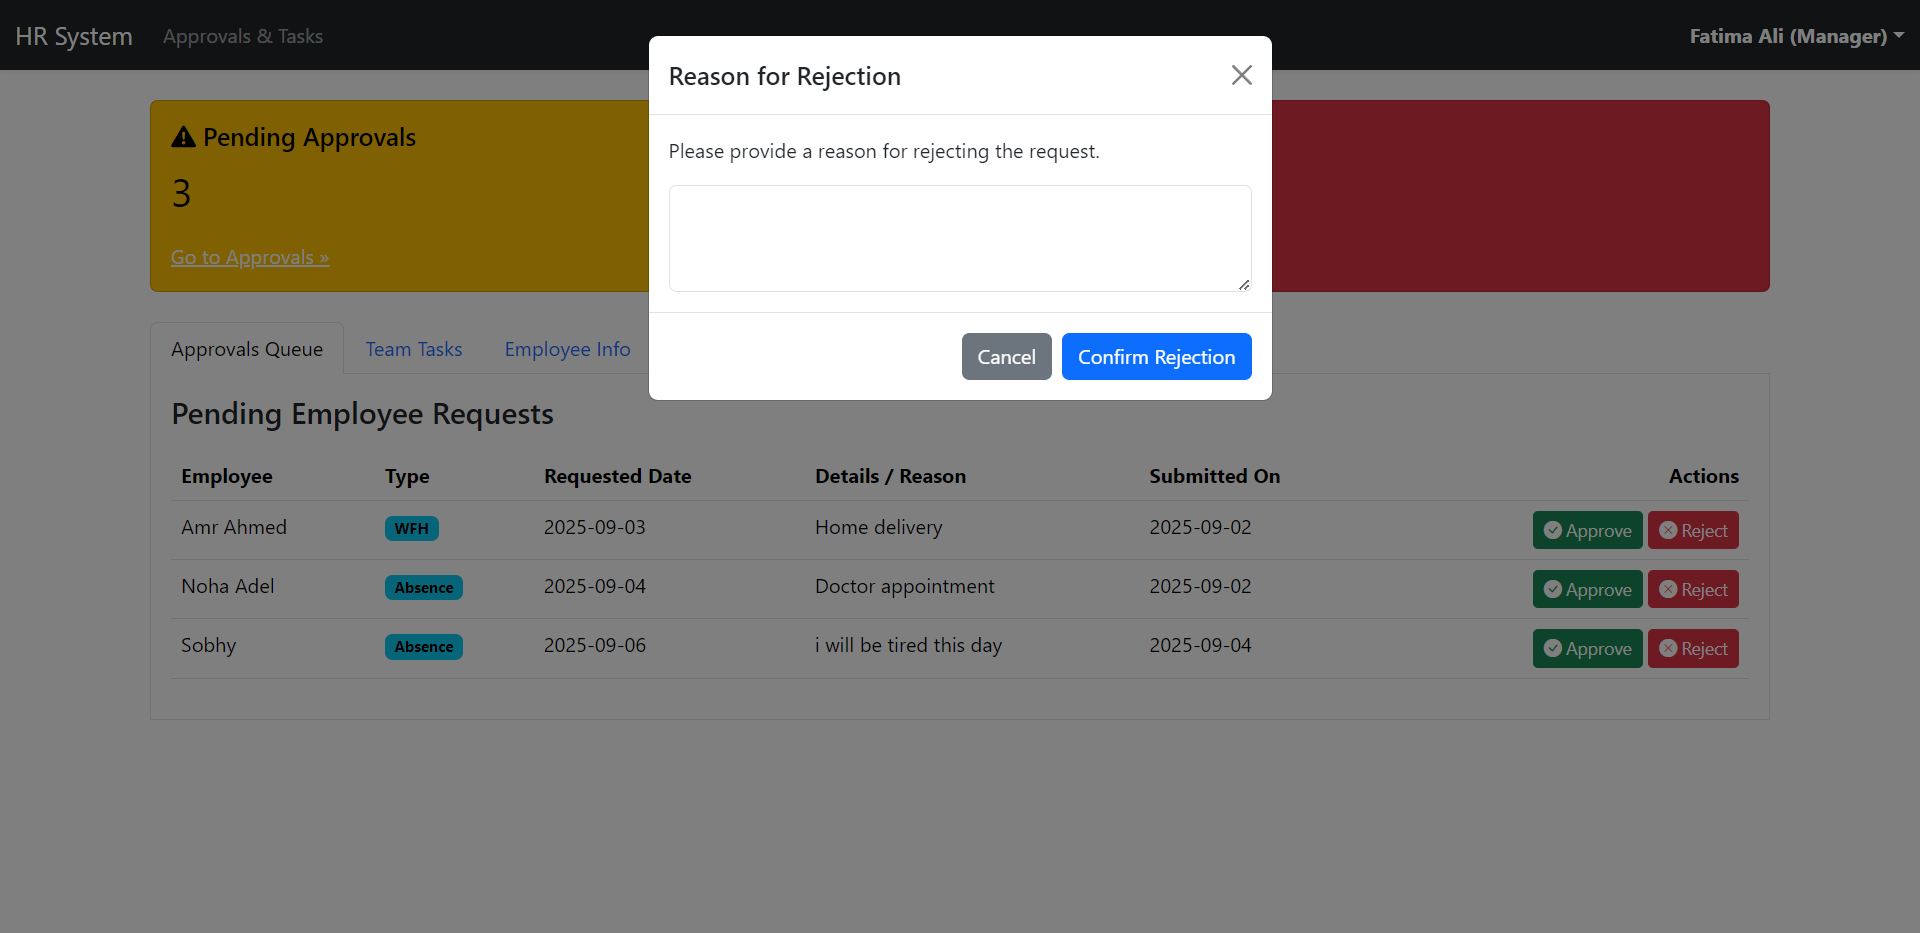 HR System Approvals & Tasks Fatima Ali (Manager)
Reason for Rejection
Please provide a reason for rejecting the request.
Cancel Confirm Rejection
Pending Approvals
3
Go to Approvals »
Approvals Queue Team Tasks Employee Info
Pending Employee Requests
Employee Type Requested Date Details / Reason Submitted On Actions
Amr Ahmed WFH 2025-09-03 Home delivery 2025-09-02 Approve Reject
Noha Adel Absence 2025-09-04 Doctor appointment 2025-09-02 Approve Reject
Sobhy Absence 2025-09-06 i will be tired this day 2025-09-04 Approve Reject